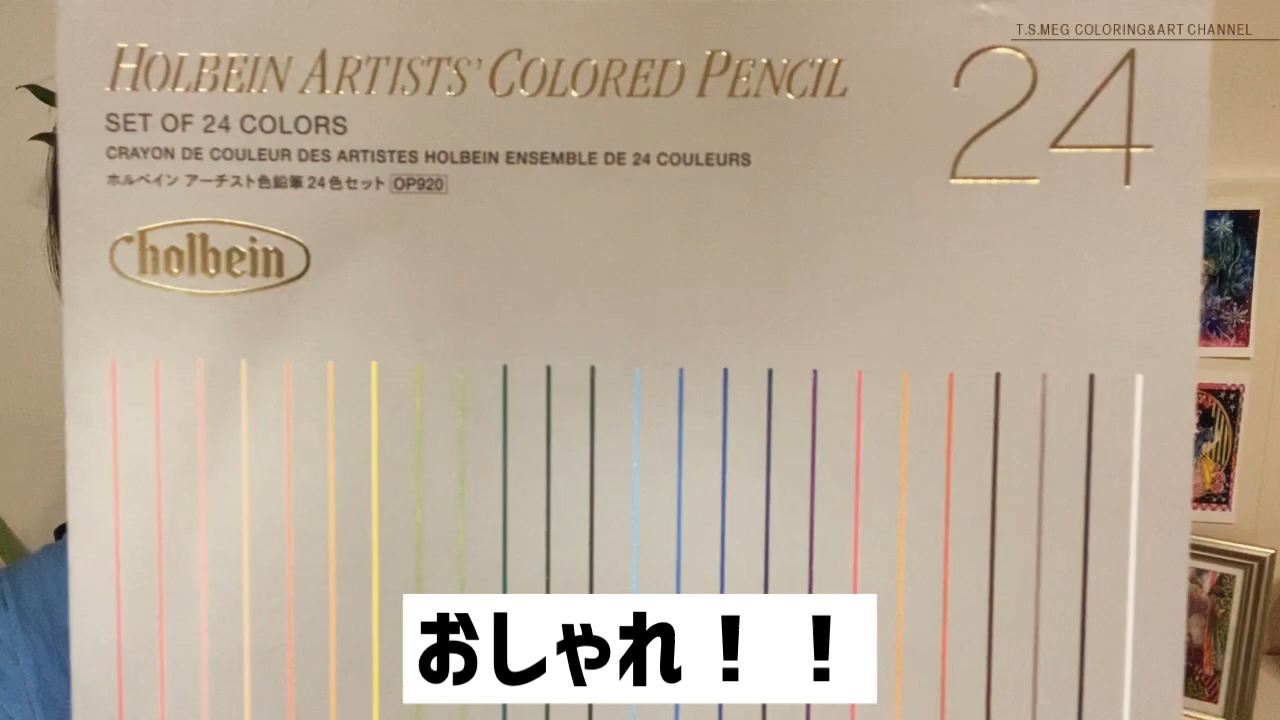 T.S.MEG COLORING&ART CHANNEL
HOLBEIN ARTISTS' COLORED PENCIL 24
SET OF 24 COLORS
CRAYON DE COULEUR DES ARTISTES HOLBEIN ENSEMBLE DE 24 COULEURS
ホルベイン アーチスト色鉛筆24色セット OP920
holbein
おしゃれ！！